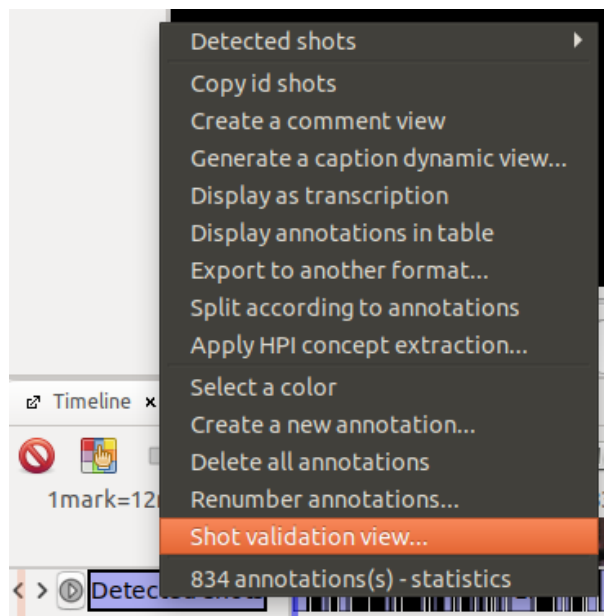 Detected shots
Copy id shots
Create a comment view
Generate a caption dynamic view...
Display as transcription
Display annotations in table
Export to another format...
Split according to annotations
Apply HPI concept extraction...
Select a color
Timeline
Create a new annotation...
Delete all annotations
1mark=12
Renumber annotations...
Shot validation view...
834 annotations(s) - statistics